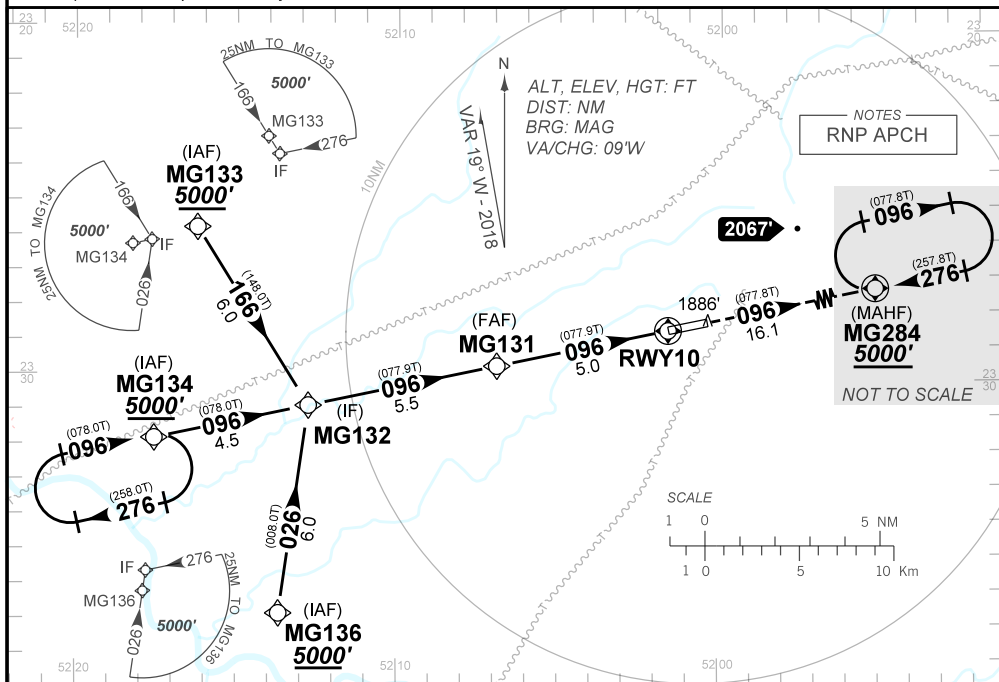 23
20
52 20
52 10
52 00
23
20
25NM TO MG133
5000'
166
MG133
276
IF
(IAF)
MG133
5000'
10NM
N
VAR 19° W - 2018
ALT, ELEV, HGT: FT
DIST: NM
BRG: MAG
VA/CHG: 09'W
NOTES
RNP APCH
25NM TO MG134
166
5000'
IF
MG134
026
2067'
(077.8T)
096
(257.8T)
276
(MAHF)
MG284
5000'
NOT TO SCALE
(148.0T)
166
6.0
1886'
(077.8T)
096
16.1
(FAF)
MG131
(077.9T)
096
5.0
RWY10
23
30
23
30
(IAF)
MG134
5000'
(077.9T)
096
5.5
(078.0T)
096
4.5
(IF)
MG132
(078.0T)
096
(258.0T)
276
(008.0T)
026
6.0
SCALE
1 0 5 NM
1 0 5 10 Km
IF
276
25NM TO MG136
MG136
5000'
026
(IAF)
MG136
5000'
52 20
52 10
52 00
T
T
T
T
T
T
T
T
T
T
T
T